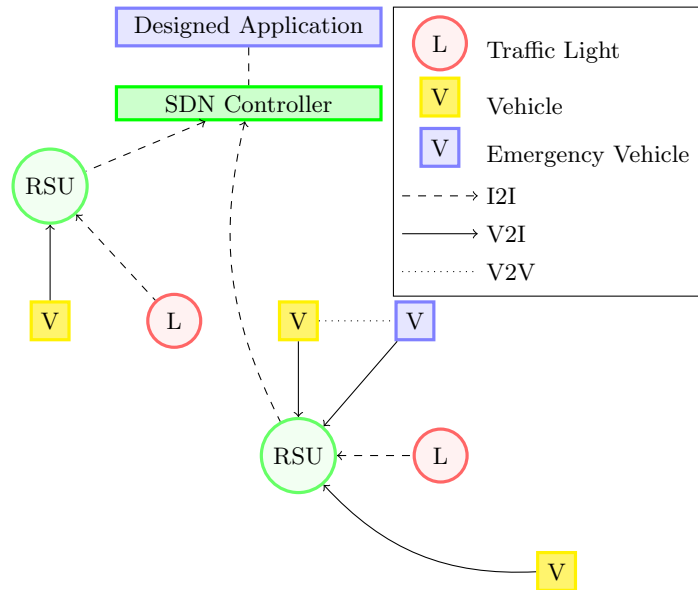 Designed Application
SDN Controller
RSU
V
L
V
V
RSU
L
V
L Traffic Light
V Vehicle
V Emergency Vehicle
I2I
V2I
V2V